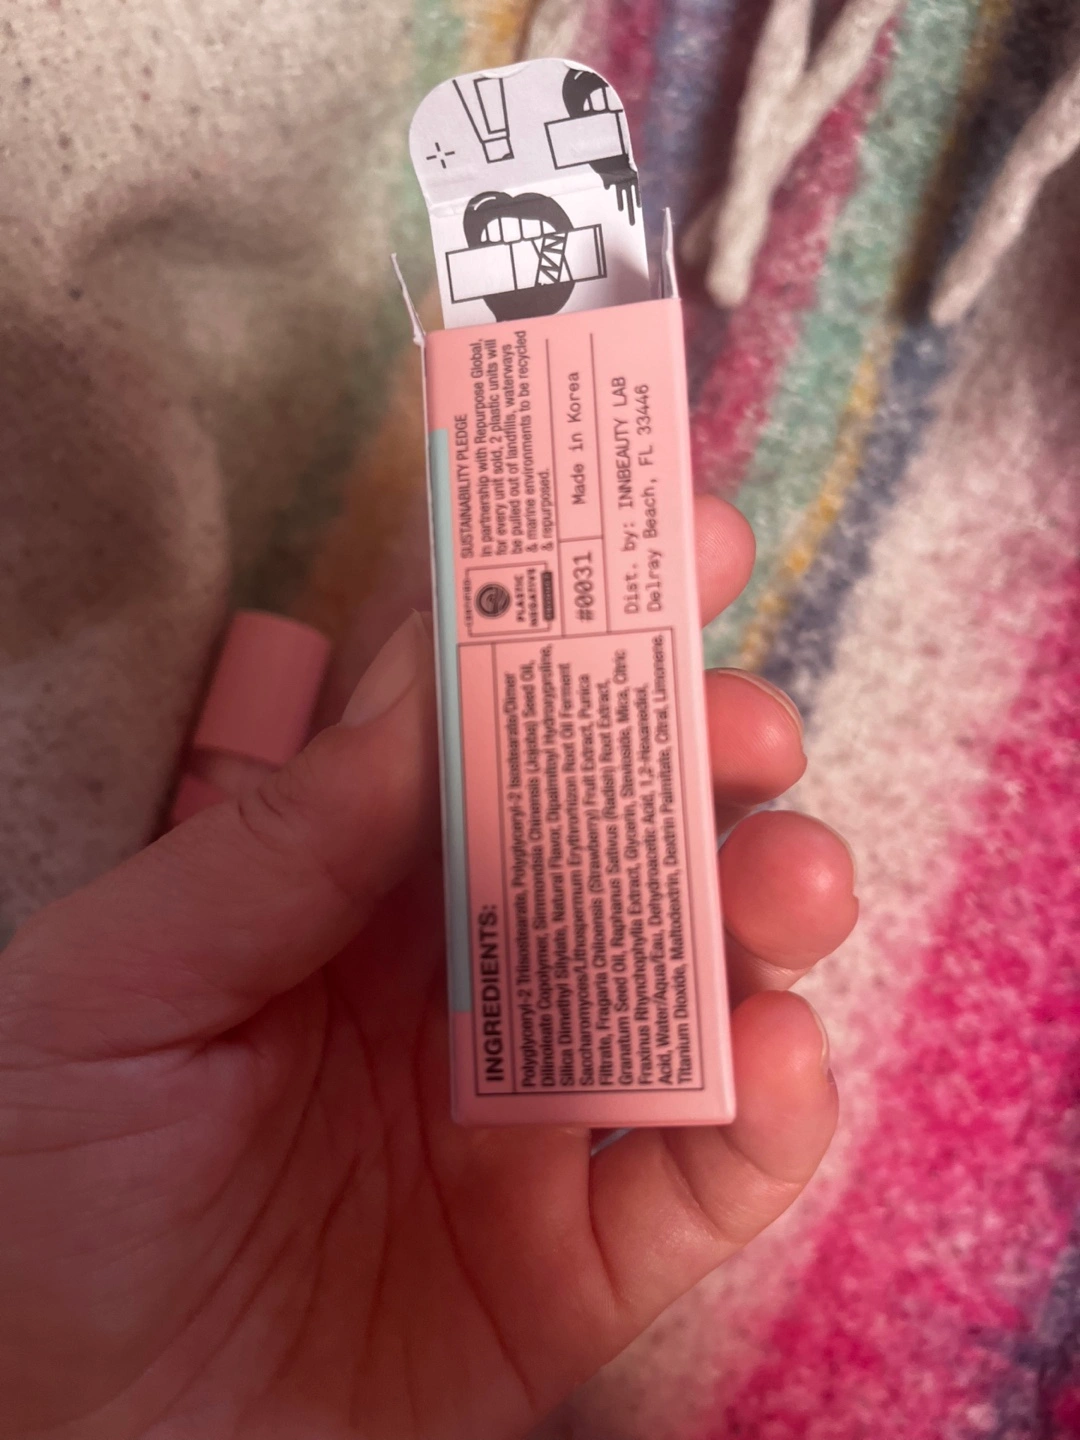 INGREDIENTS:
Polyglyceryl-2 Triisostearate, Polyglyceryl-2 Isostearate/Dimer
Dilinoleate Copolymer, Simmondsia Chinensis (Jojoba) Seed Oil,
Silica Dimethyl Silylate, Natural Flavor, Dipalmitoyl Hydroxyproline,
Saccharomyces/Lithospermum Erythrorhizon Root Oil Ferment
Filtrate, Fragaria Chiloensis (Strawberry) Fruit Extract, Punica
Granatum Seed Oil, Raphanus Sativus (Radish) Root Extract,
Fraxinus Rhynchophylla Extract, Glycerin, Stevioside, Mica, Citric
Acid, Water/Aqua/Eau, Dehydroacetic Acid, 1,2-Hexanediol,
Titanium Dioxide, Maltodextrin, Dextrin Palmitate, Citral, Limonene.
CERTIFIED
PLASTIC
NEGATIVE
SUSTAINABILITY PLEDGE
In partnership with Repurpose Global,
for every unit sold, 2 plastic units will
be pulled out of landfills, waterways
& marine environments to be recycled
& repurposed.
#0031
Made in Korea
Dist. by: INNBEAUTY LAB
Delray Beach, FL 33446